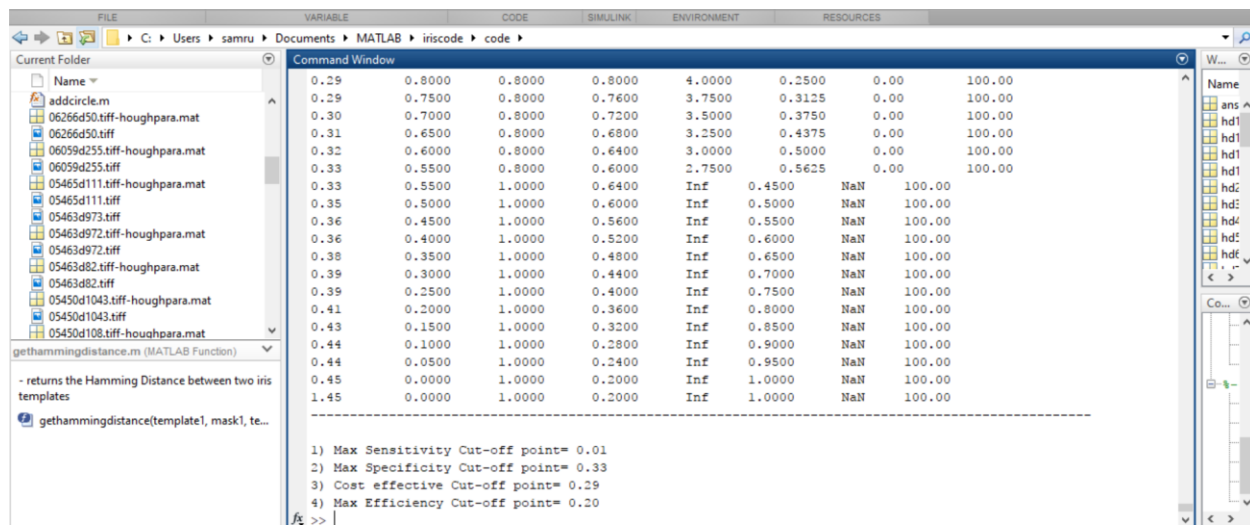 FILE VARIABLE CODE SIMULINK ENVIRONMENT RESOURCES
C: Users samru Documents MATLAB iriscode code
Current Folder
Name
addcircle.m
06266d50.tiff-houghpara.mat
06266d50.tiff
06059d255.tiff-houghpara.mat
06059d255.tiff
05465d111.tiff-houghpara.mat
05465d111.tiff
05463d973.tiff
05463d972.tiff-houghpara.mat
05463d972.tiff
05463d82.tiff-houghpara.mat
05463d82.tiff
05450d1043.tiff-houghpara.mat
05450d1043.tiff
05450d108.tiff-houghpara.mat
gethammingdistance.m (MATLAB Function)
- returns the Hamming Distance between two iris
templates
gethammingdistance(template1, mask1, te...
Command Window
0.29 0.8000 0.8000 0.8000 4.0000 0.2500 0.00 100.00
0.29 0.7500 0.8000 0.7600 3.7500 0.3125 0.00 100.00
0.30 0.7000 0.8000 0.7200 3.5000 0.3750 0.00 100.00
0.31 0.6500 0.8000 0.6800 3.2500 0.4375 0.00 100.00
0.32 0.6000 0.8000 0.6400 3.0000 0.5000 0.00 100.00
0.33 0.5500 0.8000 0.6000 2.7500 0.5625 0.00 100.00
0.33 0.5500 1.0000 0.6400 Inf 0.4500 NaN 100.00
0.35 0.5000 1.0000 0.6000 Inf 0.5000 NaN 100.00
0.36 0.4500 1.0000 0.5600 Inf 0.5500 NaN 100.00
0.36 0.4000 1.0000 0.5200 Inf 0.6000 NaN 100.00
0.38 0.3500 1.0000 0.4800 Inf 0.6500 NaN 100.00
0.39 0.3000 1.0000 0.4400 Inf 0.7000 NaN 100.00
0.39 0.2500 1.0000 0.4000 Inf 0.7500 NaN 100.00
0.41 0.2000 1.0000 0.3600 Inf 0.8000 NaN 100.00
0.43 0.1500 1.0000 0.3200 Inf 0.8500 NaN 100.00
0.44 0.1000 1.0000 0.2800 Inf 0.9000 NaN 100.00
0.44 0.0500 1.0000 0.2400 Inf 0.9500 NaN 100.00
0.45 0.0000 1.0000 0.2000 Inf 1.0000 NaN 100.00
1.45 0.0000 1.0000 0.2000 Inf 1.0000 NaN 100.00
----------------------------------------------------------------------------------------------------
1) Max Sensitivity Cut-off point= 0.01
2) Max Specificity Cut-off point= 0.33
3) Cost effective Cut-off point= 0.29
4) Max Efficiency Cut-off point= 0.20
fx >>
W...
Name
ans
hd1
hd1
hd1
hd1
hd2
hd3
hd4
hd5
hd6
Co...